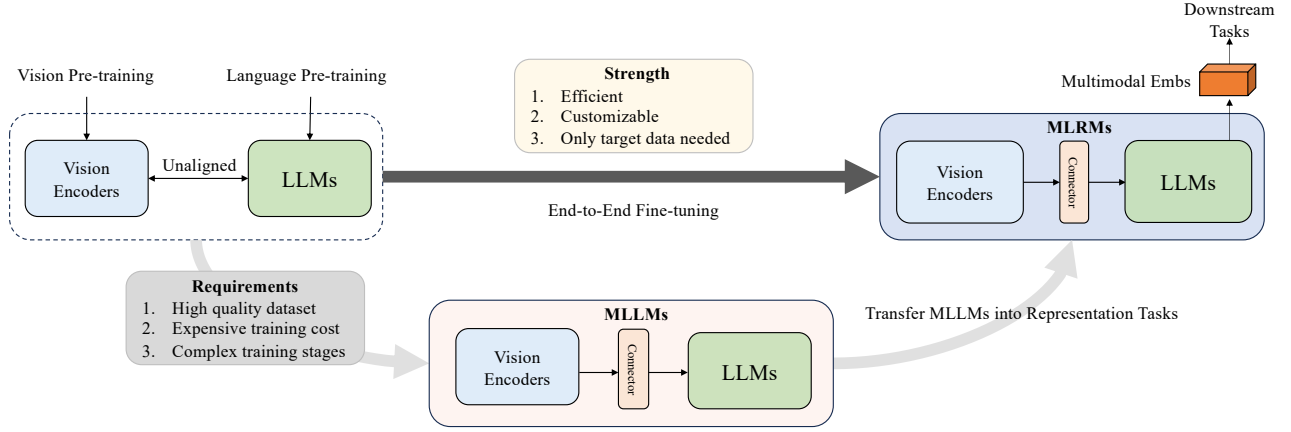 Vision Pre-training
Language Pre-training
Vision
Encoders
Unaligned
LLMs
Strength
1. Efficient
2. Customizable
3. Only target data needed
End-to-End Fine-tuning
Downstream
Tasks
Multimodal Embs
MLRMs
Vision
Encoders
Connector
LLMs
Requirements
1. High quality dataset
2. Expensive training cost
3. Complex training stages
MLLMs
Vision
Encoders
Connector
LLMs
Transfer MLLMs into Representation Tasks